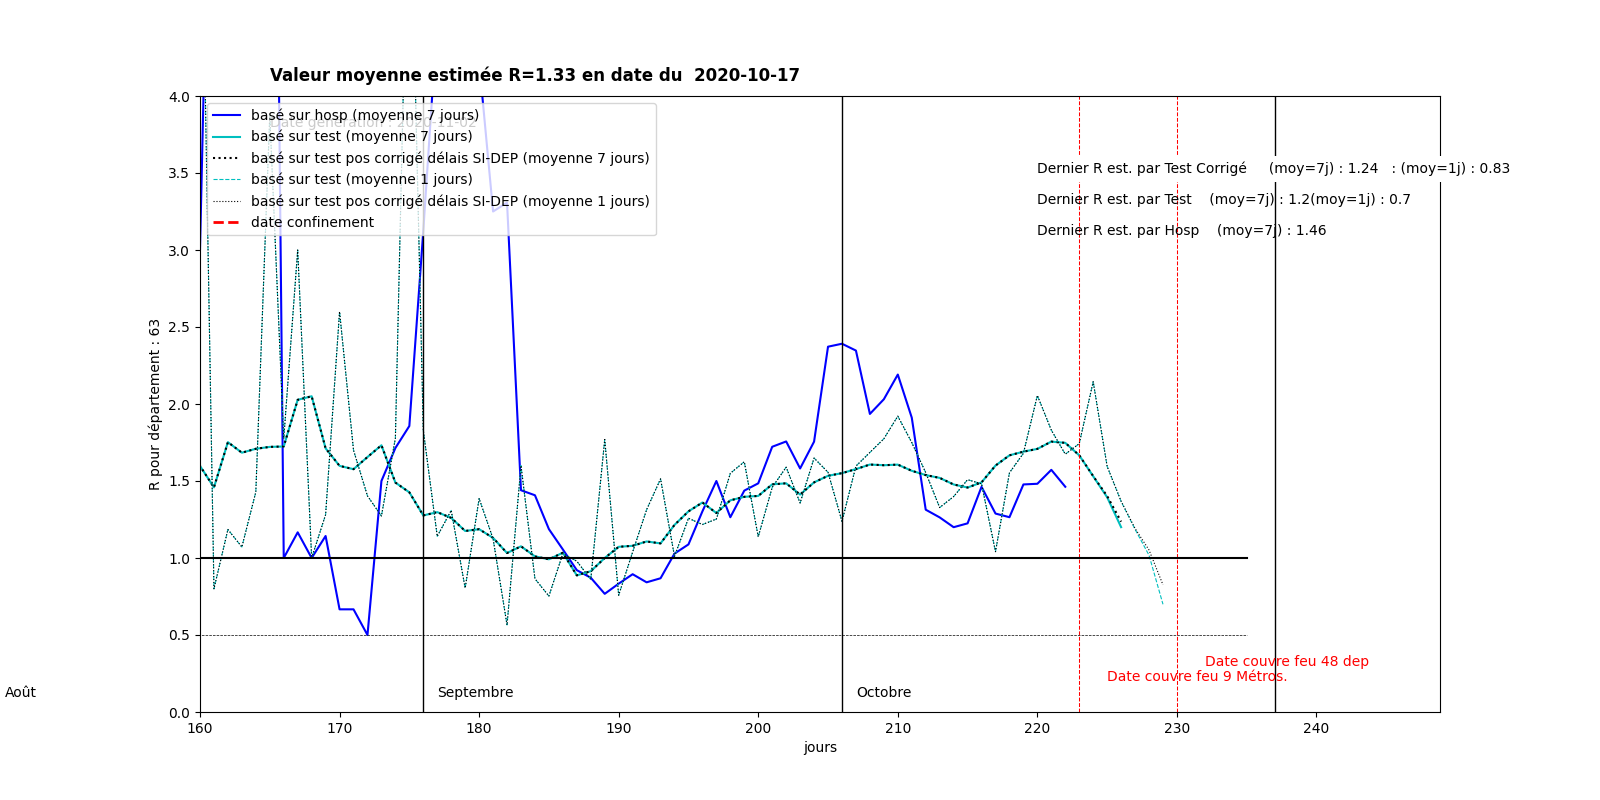 Valeur moyenne estimée R=1.33 en date du  2020-10-17
Date génération : 2020-11-02
basé sur hosp (moyenne 7 jours)
basé sur test (moyenne 7 jours)
basé sur test pos corrigé délais SI-DEP (moyenne 7 jours)
basé sur test (moyenne 1 jours)
basé sur test pos corrigé délais SI-DEP (moyenne 1 jours)
date confinement
Dernier R est. par Test Corrigé     (moy=7j) : 1.24   : (moy=1j) : 0.83
Dernier R est. par Test    (moy=7j) : 1.2(moy=1j) : 0.7
Dernier R est. par Hosp    (moy=7j) : 1.46
4.0
3.5
3.0
2.5
2.0
1.5
1.0
0.5
0.0
R pour département : 63
Date couvre feu 48 dep
Date couvre feu 9 Métros.
Août
Septembre
Octobre
160 170 180 190 200 210 220 230 240
jours